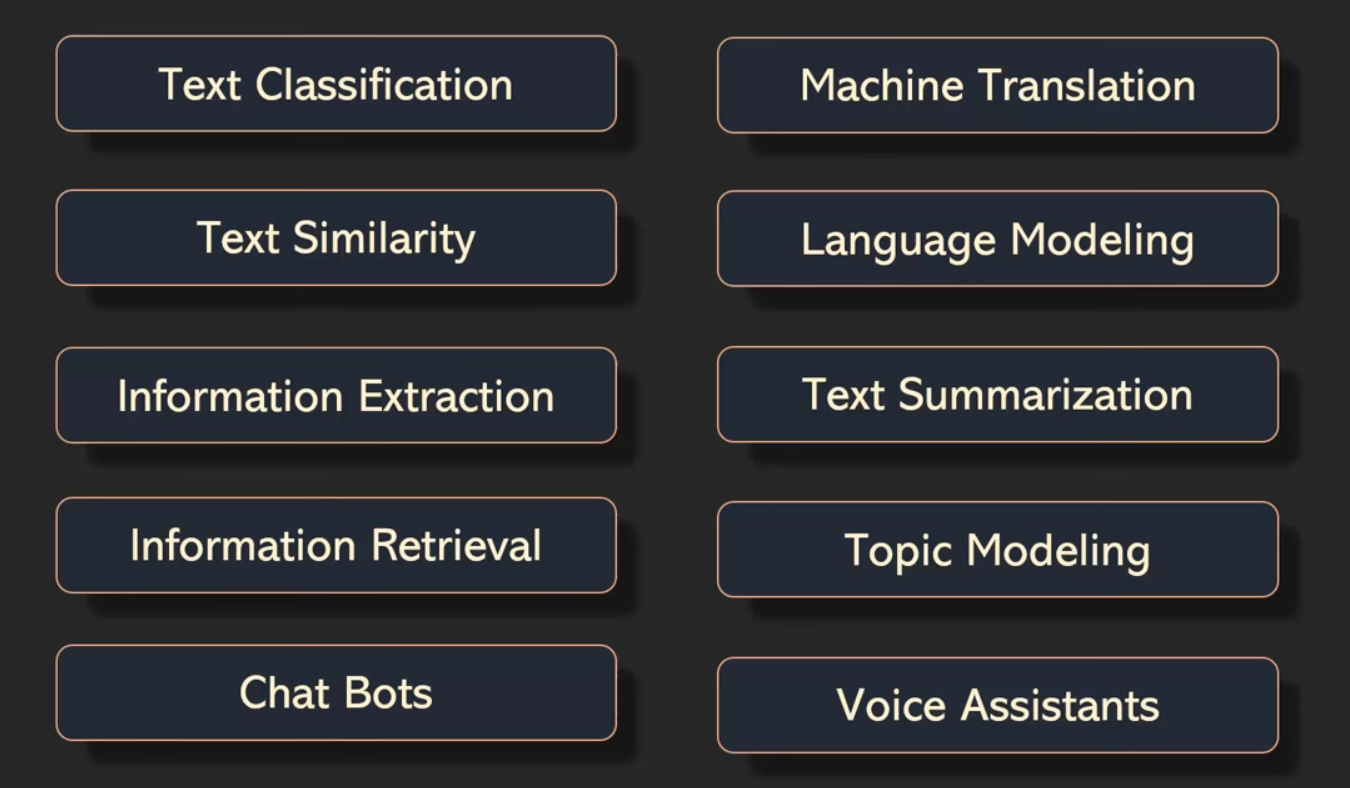 Text Classification
Machine Translation
Text Similarity
Language Modeling
Information Extraction
Text Summarization
Information Retrieval
Topic Modeling
Chat Bots
Voice Assistants